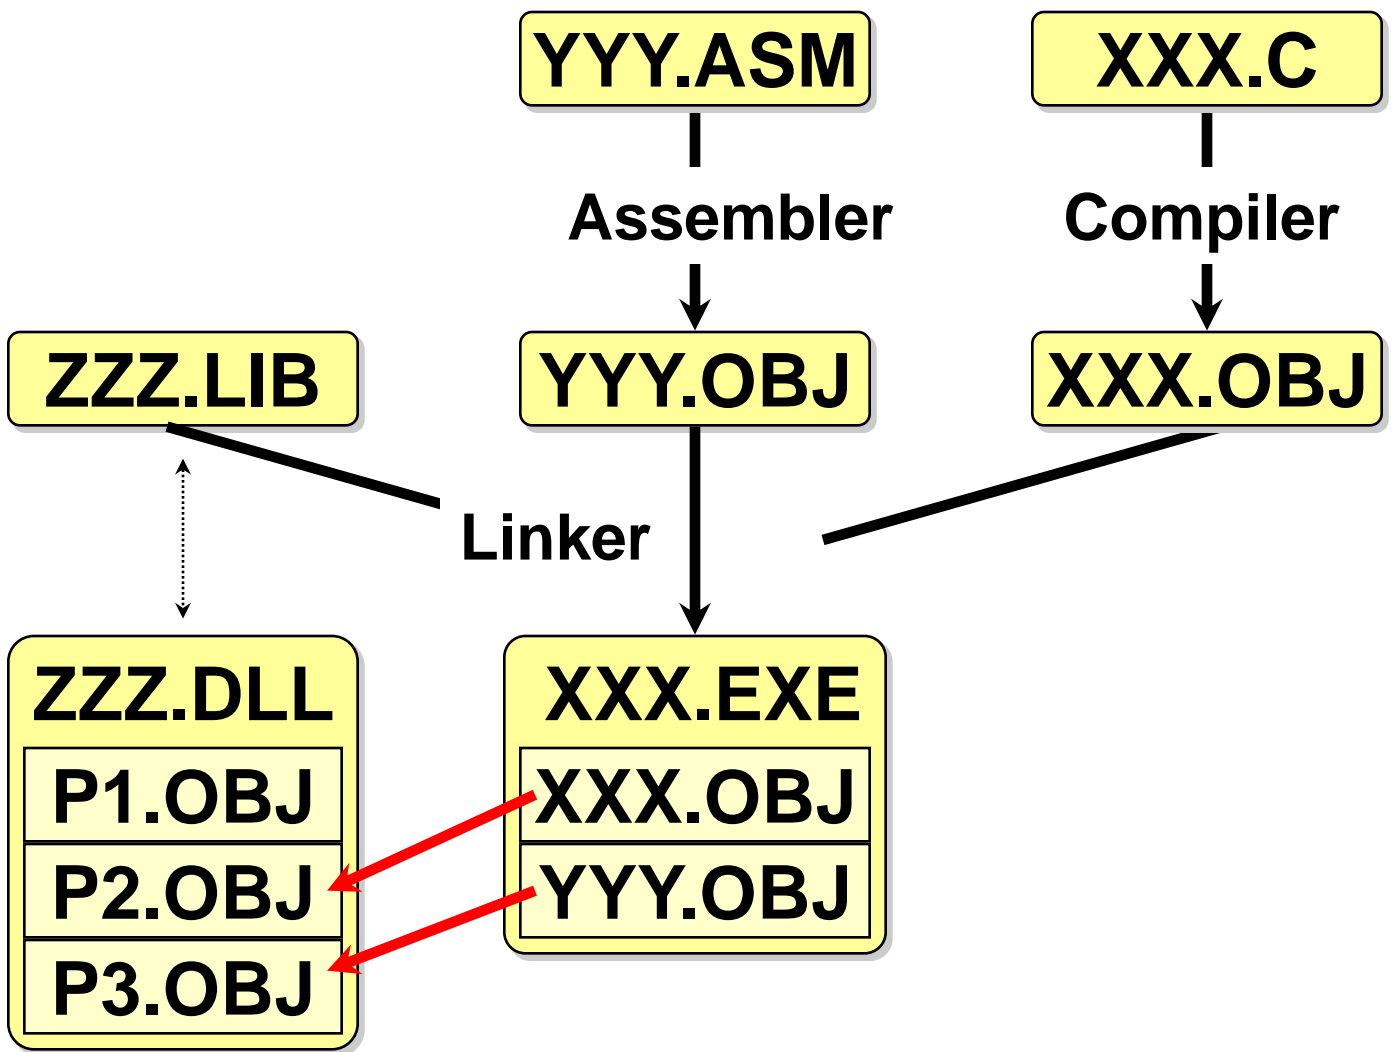 YYY.ASM
XXX.C
Assembler
Compiler
ZZZ.LIB
YYY.OBJ
XXX.OBJ
Linker
ZZZ.DLL
P1.OBJ
P2.OBJ
P3.OBJ
XXX.EXE
XXX.OBJ
YYY.OBJ